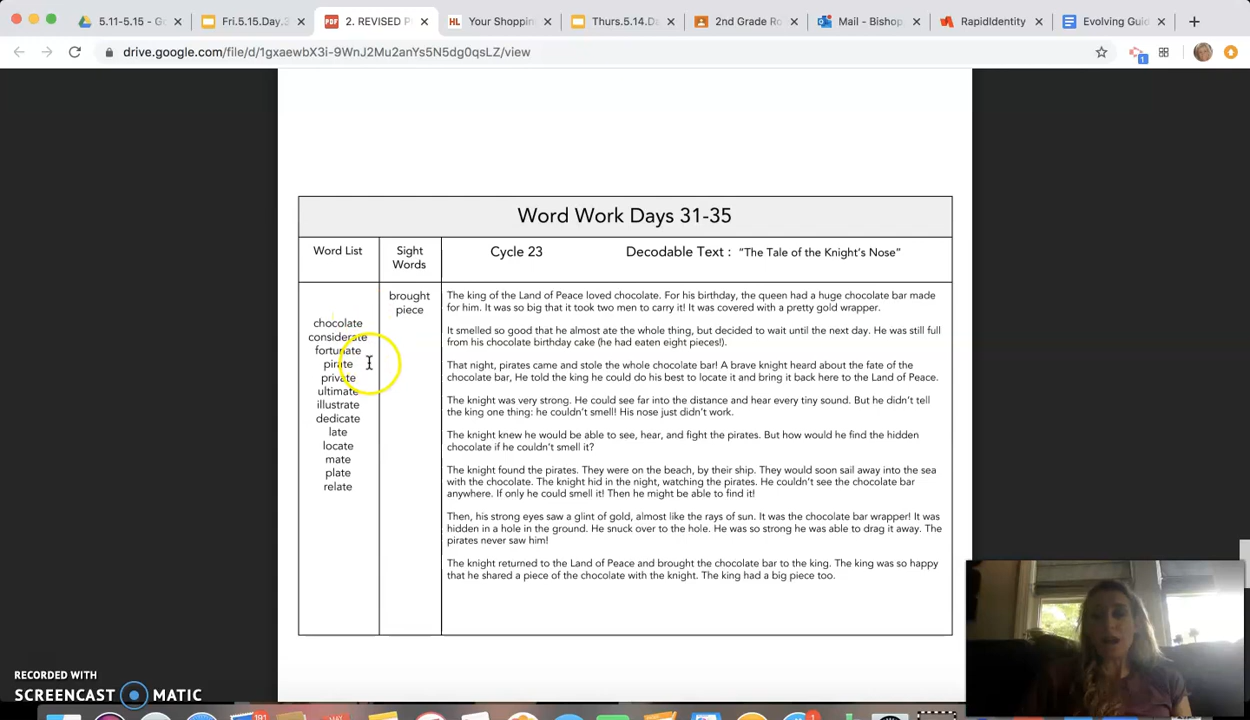 5.11-5.15 - Go
Fri.5.15.Day.3
2. REVISED P
Your Shoppin
Thurs.5.14.Da
2nd Grade Ro
Mail - Bishop
RapidIdentity
Evolving Guid
drive.google.com/file/d/1gxaewbX3i-9WnJ2Mu2anYs5N5dg0qsLZ/view
Word Work Days 31-35
Word List
Sight
Words
Cycle 23
Decodable Text : "The Tale of the Knight's Nose"
chocolate
considerate
fortunate
pirate
private
ultimate
illustrate
dedicate
late
locate
mate
plate
relate
brought
piece
The king of the Land of Peace loved chocolate. For his birthday, the queen had a huge chocolate bar made
for him. It was so big that it took two men to carry it! It was covered with a pretty gold wrapper.
It smelled so good that he almost ate the whole thing, but decided to wait until the next day. He was still full
from his chocolate birthday cake (he had eaten eight pieces!).
That night, pirates came and stole the whole chocolate bar! A brave knight heard about the fate of the
chocolate bar, He told the king he could do his best to locate it and bring it back here to the Land of Peace.
The knight was very strong. He could see far into the distance and hear every tiny sound. But he didn't tell
the king one thing: he couldn't smell! His nose just didn't work.
The knight knew he would be able to see, hear, and fight the pirates. But how would he find the hidden
chocolate if he couldn't smell it?
The knight found the pirates. They were on the beach, by their ship. They would soon sail away into the sea
with the chocolate. The knight hid in the night, watching the pirates. He couldn't see the chocolate bar
anywhere. If only he could smell it! Then he might be able to find it!
Then, his strong eyes saw a glint of gold, almost like the rays of sun. It was the chocolate bar wrapper! It was
hidden in a hole in the ground. He snuck over to the hole. He was so strong he was able to drag it away. The
pirates never saw him!
The knight returned to the Land of Peace and brought the chocolate bar to the king. The king was so happy
that he shared a piece of the chocolate with the knight. The king had a big piece too.
RECORDED WITH
SCREENCAST MATIC